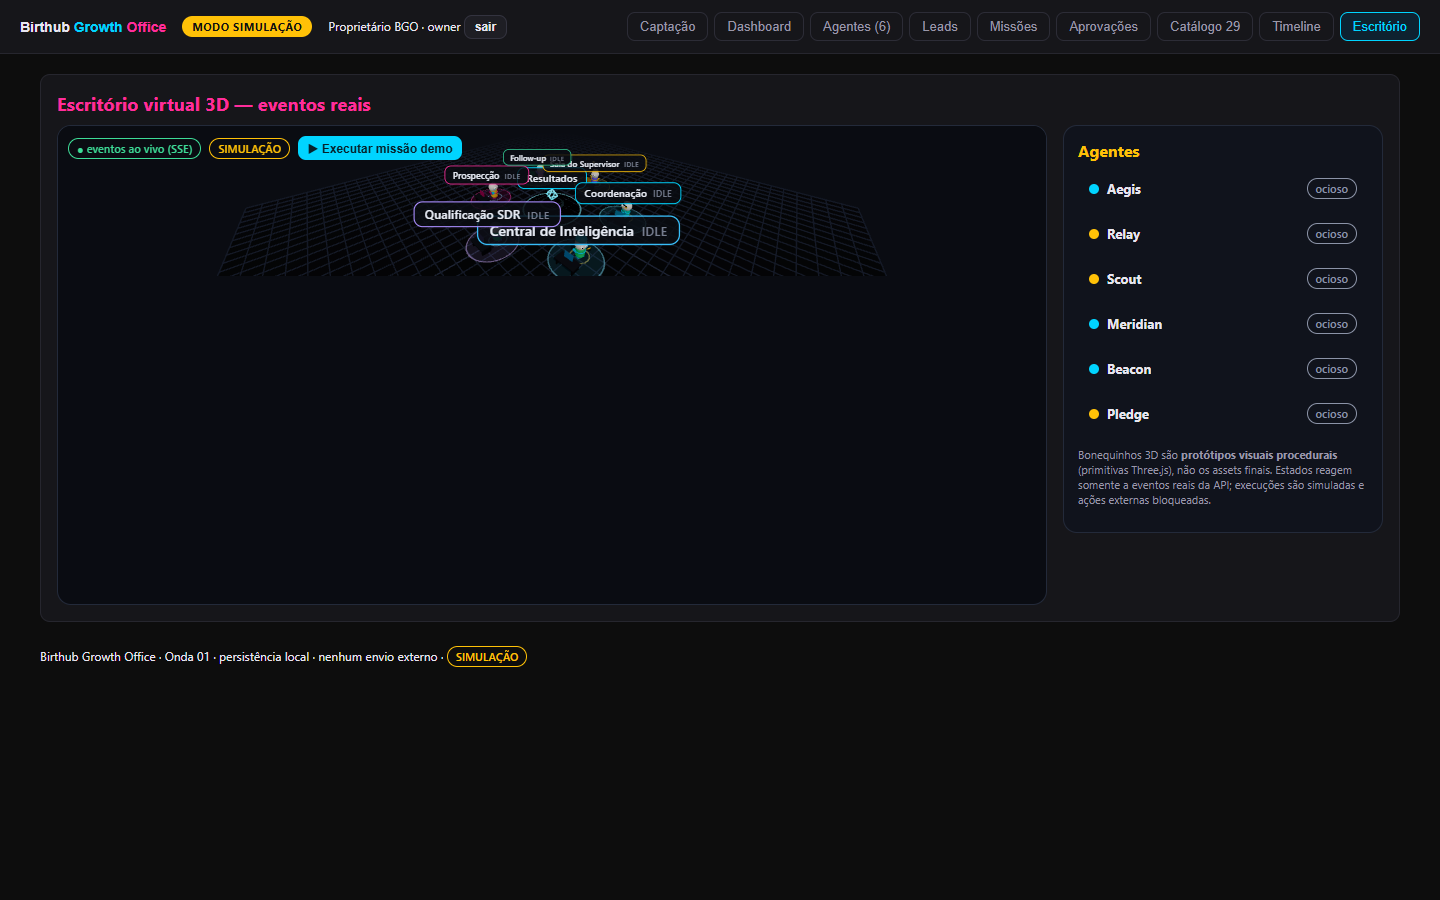 Birthub Growth Office MODO SIMULAÇÃO Proprietário BGO · owner sair Captação Dashboard Agentes (6) Leads Missões Aprovações Catálogo 29 Timeline Escritório
Escritório virtual 3D — eventos reais
● eventos ao vivo (SSE) SIMULAÇÃO ▶ Executar missão demo
Follow-up IDLE
do Supervisor IDLE
Prospecção IDLE
Resultados
Coordenação IDLE
Qualificação SDR IDLE
Central de Inteligência IDLE
Agentes
Aegis ocioso
Relay ocioso
Scout ocioso
Meridian ocioso
Beacon ocioso
Pledge ocioso
Bonequinhos 3D são protótipos visuais procedurais
(primitivas Three.js), não os assets finais. Estados reagem
somente a eventos reais da API; execuções são simuladas e
ações externas bloqueadas.
Birthub Growth Office · Onda 01 · persistência local · nenhum envio externo · SIMULAÇÃO